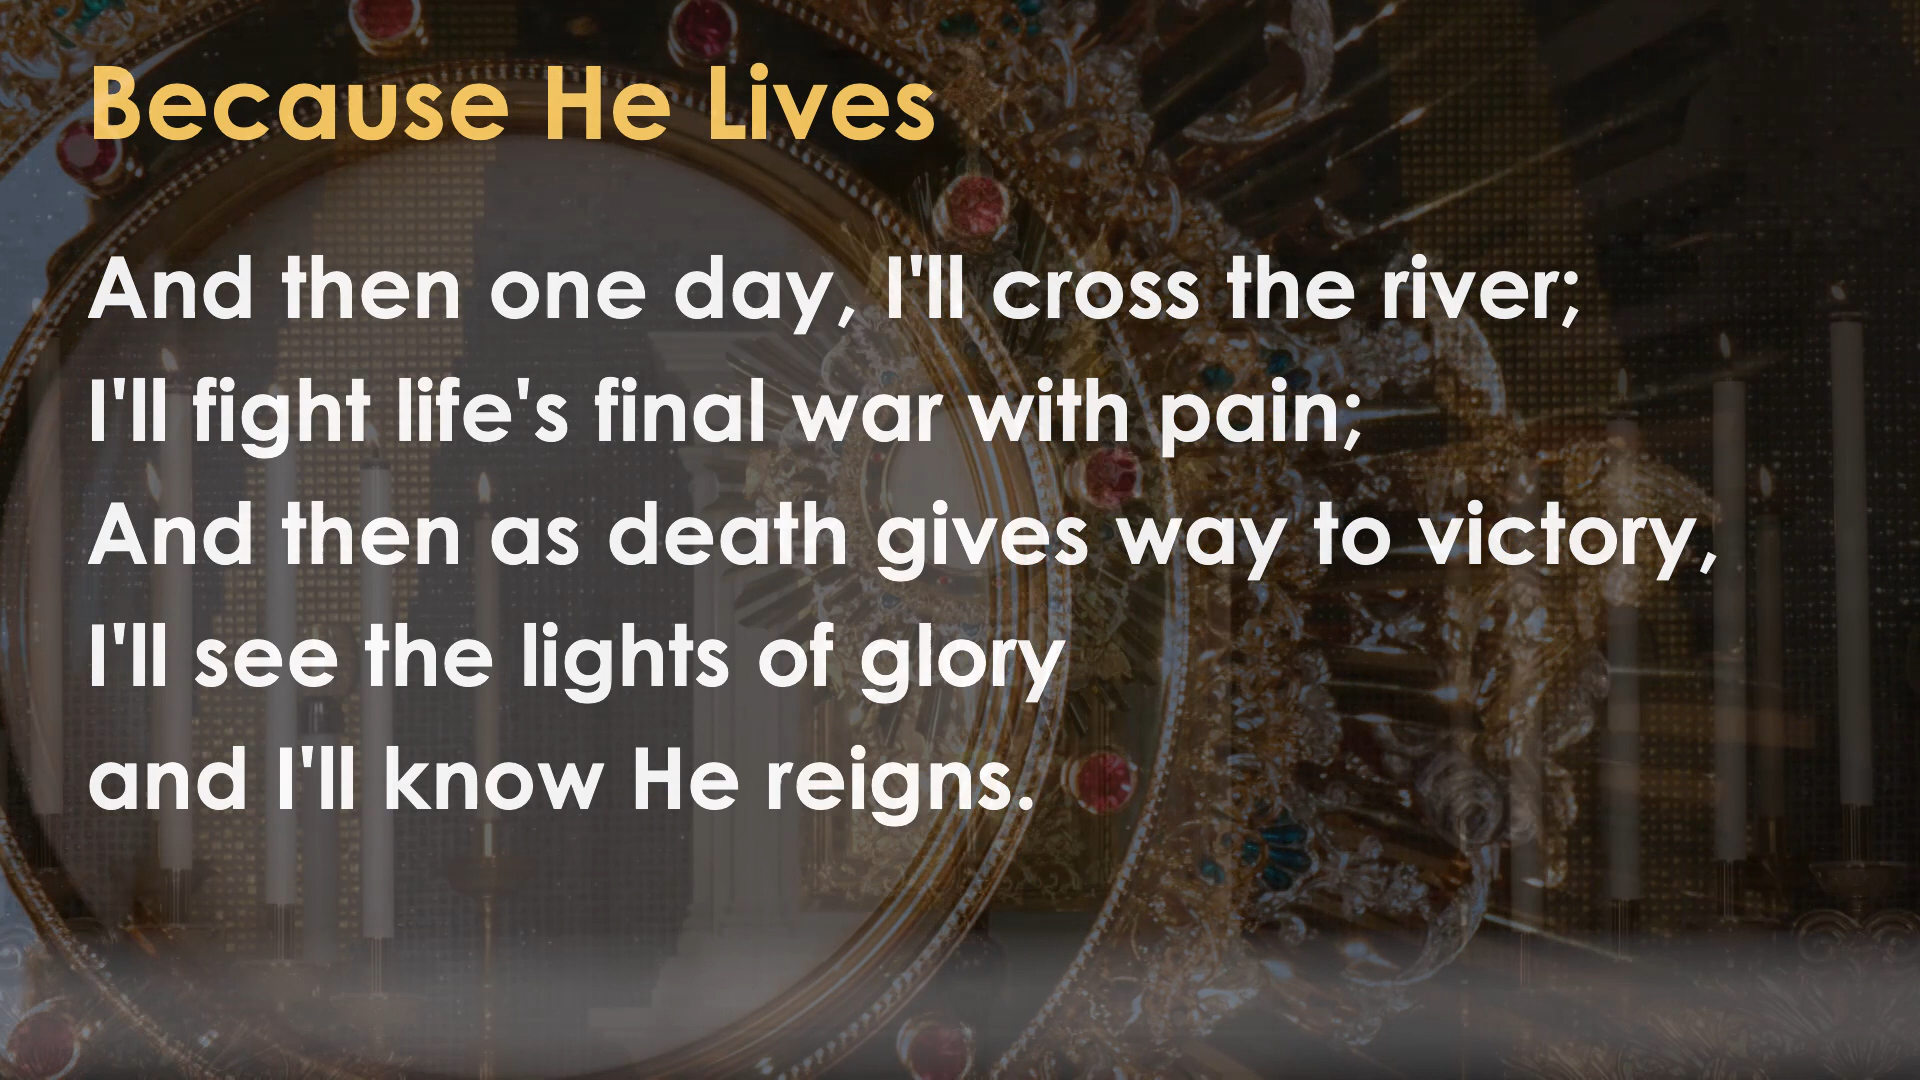 Because He Lives
And then one day, I'll cross the river;
I'll fight life's final war with pain;
And then as death gives way to victory,
I'll see the lights of glory
and I'll know He reigns.